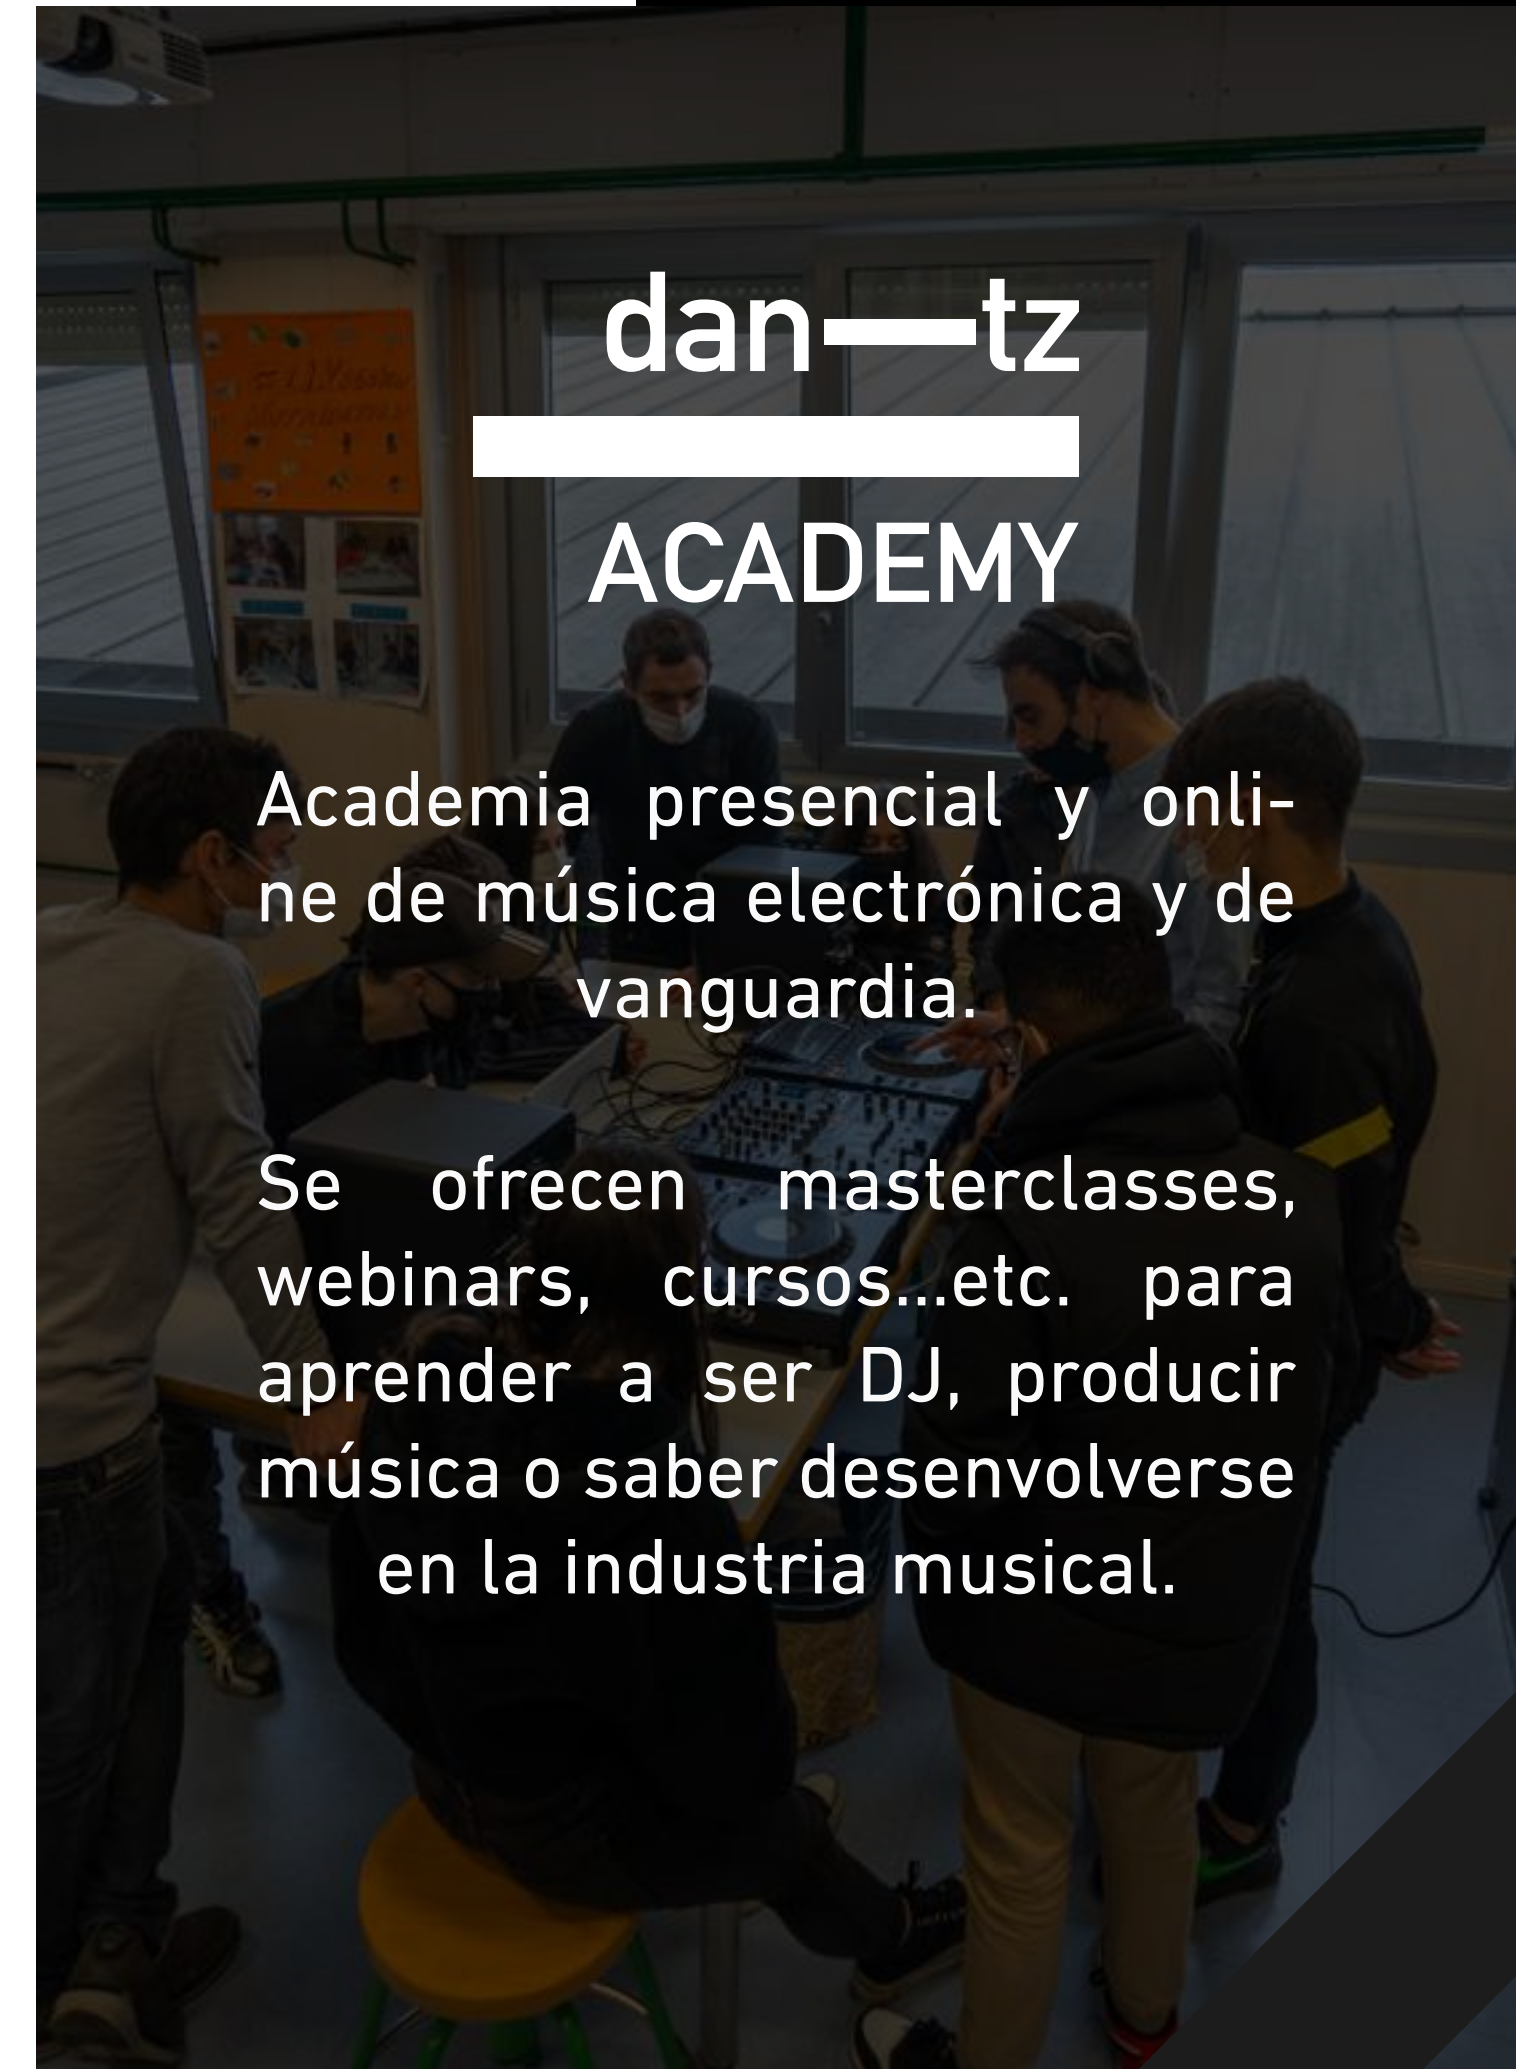 dan—tz
ACADEMY
Academia presencial y onli-
ne de música electrónica y de
vanguardia.
Se ofrecen masterclasses,
webinars, cursos...etc. para
aprender a ser DJ, producir
música o saber desenvolverse
en la industria musical.